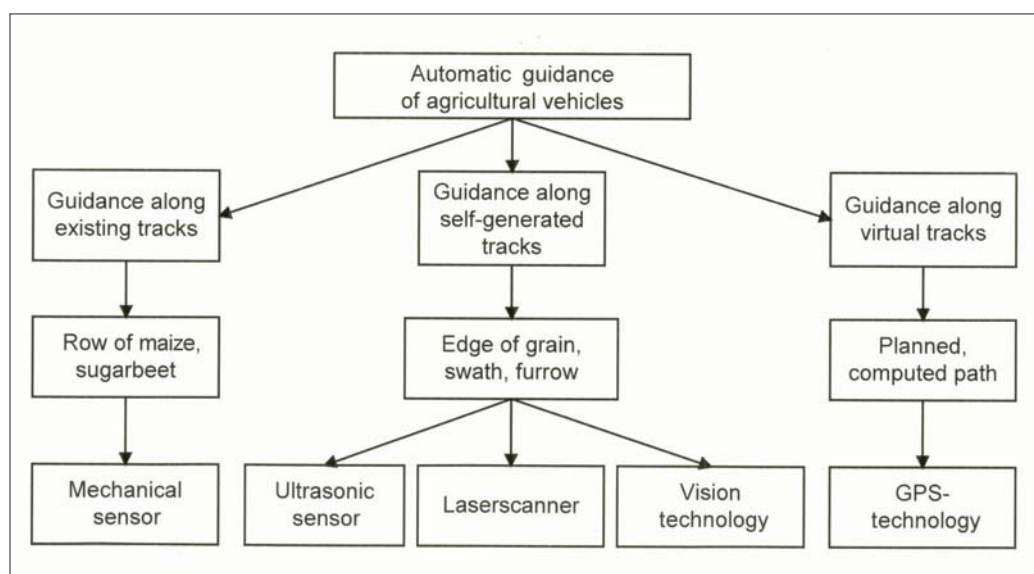 Automatic guidance
of agricultural vehicles
Guidance along
existing tracks
Guidance along
self-generated
tracks
Guidance along
virtual tracks
Row of maize,
sugarbeet
Edge of grain,
swath, furrow
Planned,
computed path
Mechanical
sensor
Ultrasonic
sensor
Laserscanner
Vision
technology
GPS-
technology